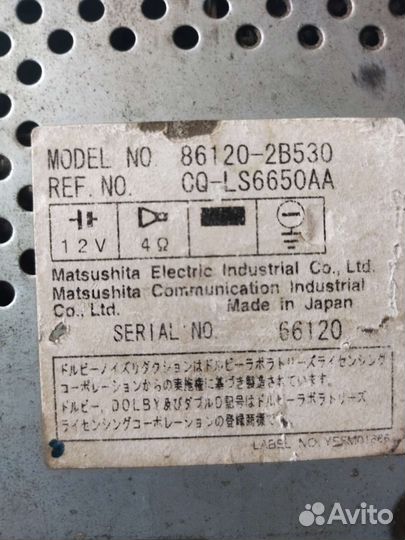 MODEL NO. 86120-2B530
REF. NO. CQ-LS6650AA
12V 4Ω
Matsushita Electric Industrial Co., Ltd.
Matsushita Communication Industrial
Co., Ltd. Made in Japan
SERIAL NO. 66120
ドルビーノイズリダクションはドルビーラボラトリーズライセンシング
コーポレーションからの実施権に基づき製造されています。
ドルビー、DOLBY及びダブルD記号はドルビーラボラトリーズ
ライセンシングコーポレーションの登録商標です。
LABEL NO. YEFM01866
Avito